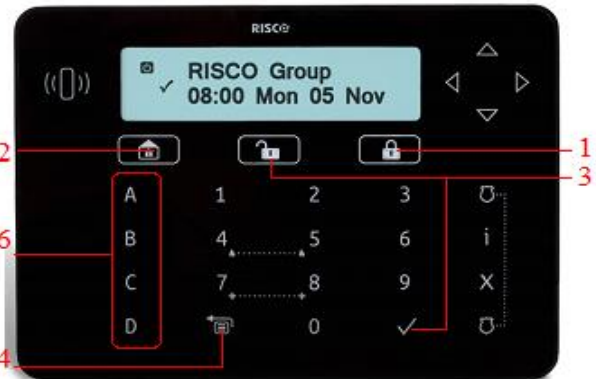 RISCO
RISCO Group
08:00 Mon 05 Nov
2
1
3
A 1 2 3
6
B 4 5 6 i
C 7 8 9 X
D 0
4